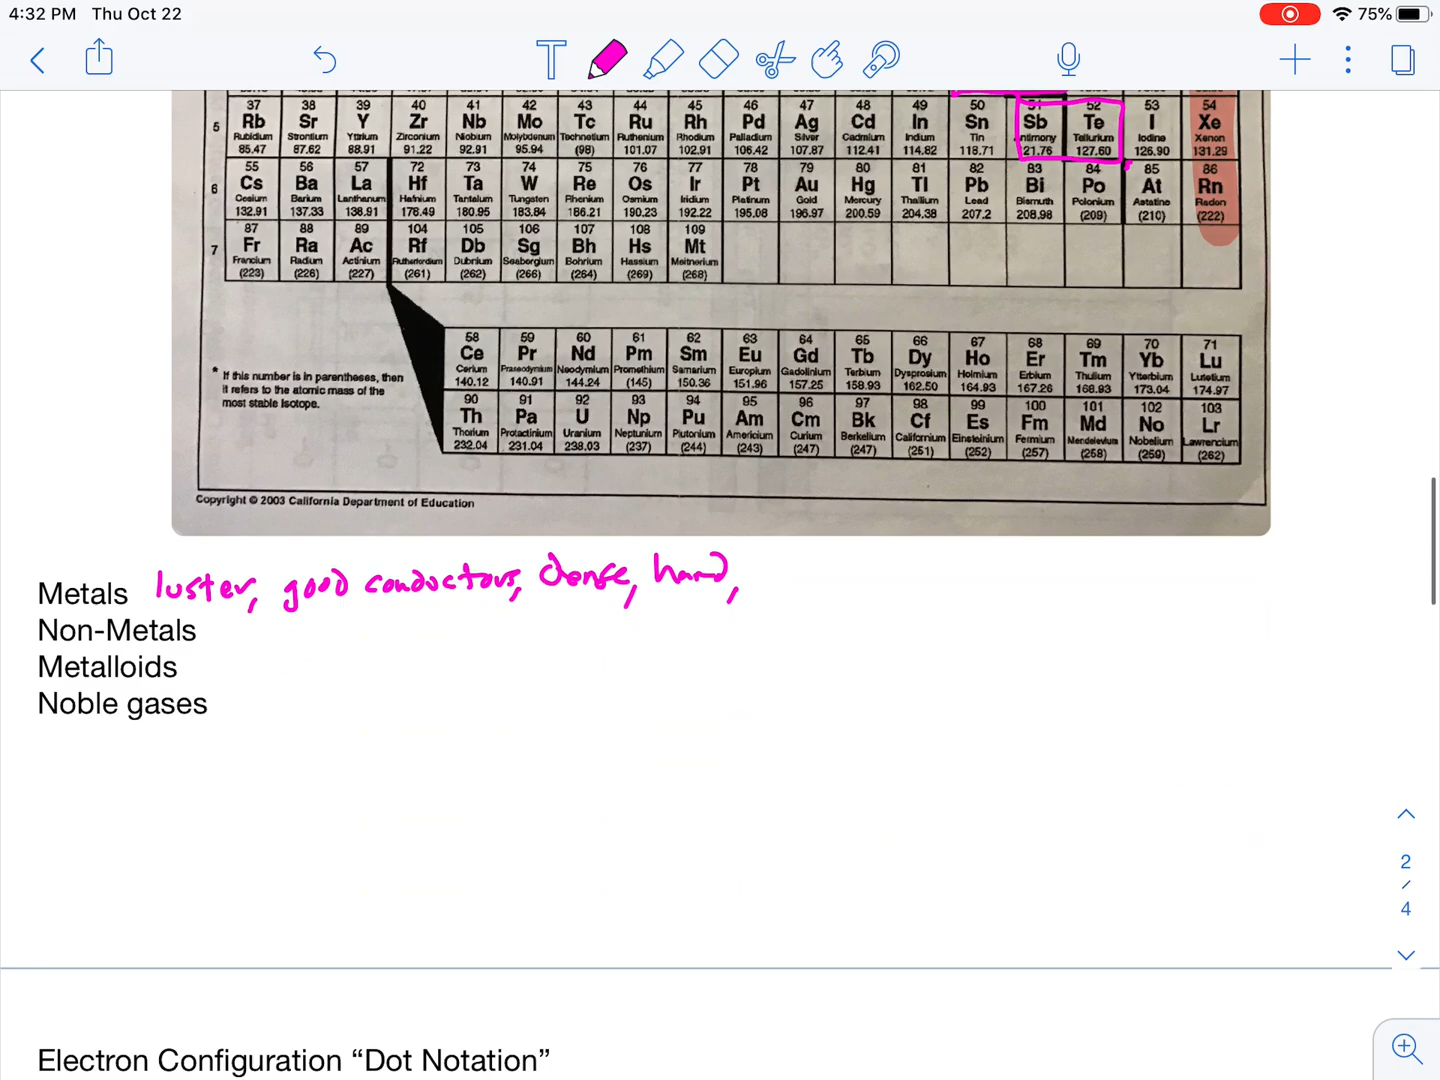 4:32 PM Thu Oct 22 75%
37 38 39 40 41 42 43 44 45 46 47 48 49 50 51 52 53 54
5 Rb Sr Y Zr Nb Mo Tc Ru Rh Pd Ag Cd In Sn Sb Te I Xe
Rubidium Strontium Yttrium Zirconium Niobium Molybdenum Technetium Ruthenium Rhodium Palladium Silver Cadmium Indium Tin Antimony Tellurium Iodine Xenon
85.47 87.62 88.91 91.22 92.91 95.94 (98) 101.07 102.91 106.42 107.87 112.41 114.82 118.71 21.76 127.60 126.90 131.29
55 56 57 72 73 74 75 76 77 78 79 80 81 82 83 84 85 86
6 Cs Ba La Hf Ta W Re Os Ir Pt Au Hg Tl Pb Bi Po At Rn
Cesium Barium Lanthanum Hafnium Tantalum Tungsten Rhenium Osmium Iridium Platinum Gold Mercury Thallium Lead Bismuth Polonium Astatine Radon
132.91 137.33 138.91 178.49 180.95 183.84 186.21 190.23 192.22 195.08 196.97 200.59 204.38 207.2 208.98 (209) (210) (222)
87 88 89 104 105 106 107 108 109
7 Fr Ra Ac Rf Db Sg Bh Hs Mt
Francium Radium Actinium Rutherfordium Dubnium Seaborgium Bohrium Hassium Meitnerium
(223) (226) (227) (261) (262) (266) (264) (269) (268)
58 59 60 61 62 63 64 65 66 67 68 69 70 71
Ce Pr Nd Pm Sm Eu Gd Tb Dy Ho Er Tm Yb Lu
Cerium Praseodymium Neodymium Promethium Samarium Europium Gadolinium Terbium Dysprosium Holmium Erbium Thulium Ytterbium Lutetium
140.12 140.91 144.24 (145) 150.36 151.96 157.25 158.93 162.50 164.93 167.26 168.93 173.04 174.97
90 91 92 93 94 95 96 97 98 99 100 101 102 103
Th Pa U Np Pu Am Cm Bk Cf Es Fm Md No Lr
Thorium Protactinium Uranium Neptunium Plutonium Americium Curium Berkelium Californium Einsteinium Fermium Mendelevium Nobelium Lawrencium
232.04 231.04 238.03 (237) (244) (243) (247) (247) (251) (252) (257) (258) (259) (262)
* If this number is in parentheses, then
it refers to the atomic mass of the
most stable isotope.
Copyright © 2003 California Department of Education
Metals luster, good conductors, dense, hard,
Non-Metals
Metalloids
Noble gases
2
/
4
Electron Configuration “Dot Notation”